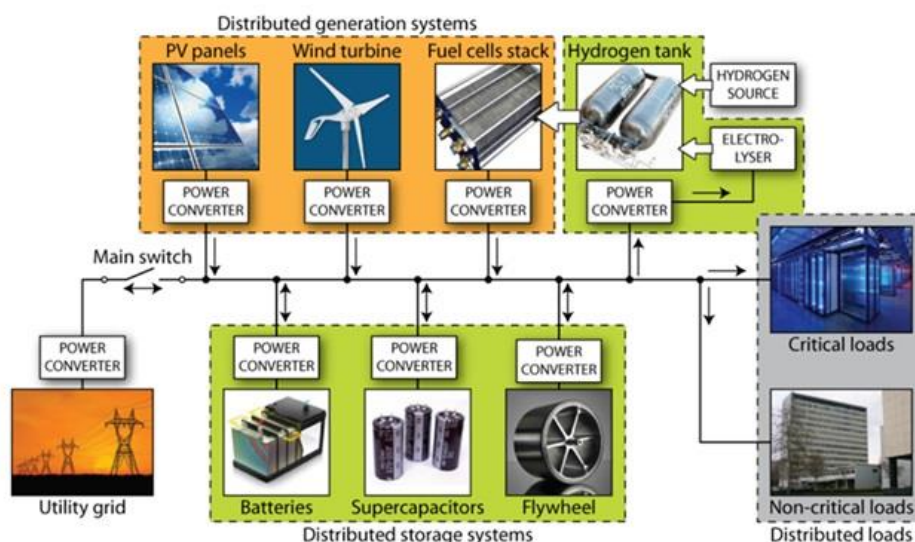 Distributed generation systems
PV panels
Wind turbine
Fuel cells stack
Hydrogen tank
HYDROGEN
SOURCE
ELECTRO-
LYSER
POWER
CONVERTER
POWER
CONVERTER
POWER
CONVERTER
POWER
CONVERTER
Main switch
POWER
CONVERTER
POWER
CONVERTER
POWER
CONVERTER
POWER
CONVERTER
Critical loads
Utility grid
Batteries
Supercapacitors
Flywheel
Non-critical loads
Distributed storage systems
Distributed loads